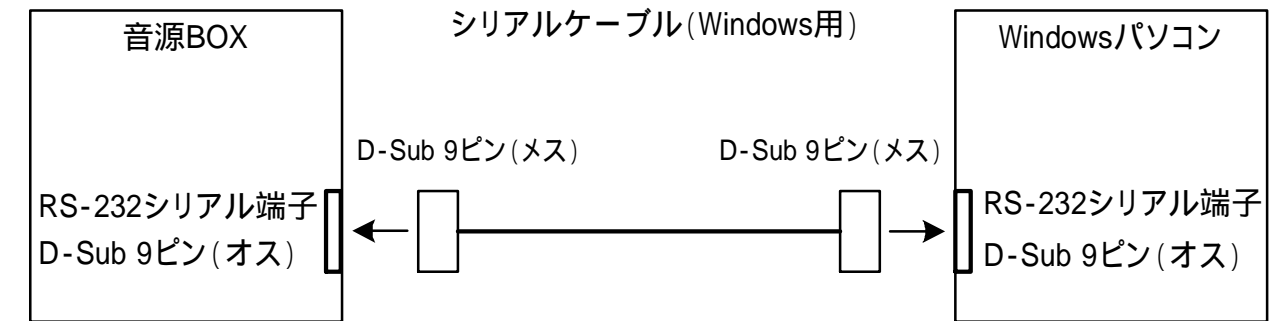 音源BOX
シリアルケーブル(Windows用)
Windowsパソコン
D-Sub 9ピン(メス)
D-Sub 9ピン(メス)
RS-232シリアル端子
D-Sub 9ピン(オス)
RS-232シリアル端子
D-Sub 9ピン(オス)